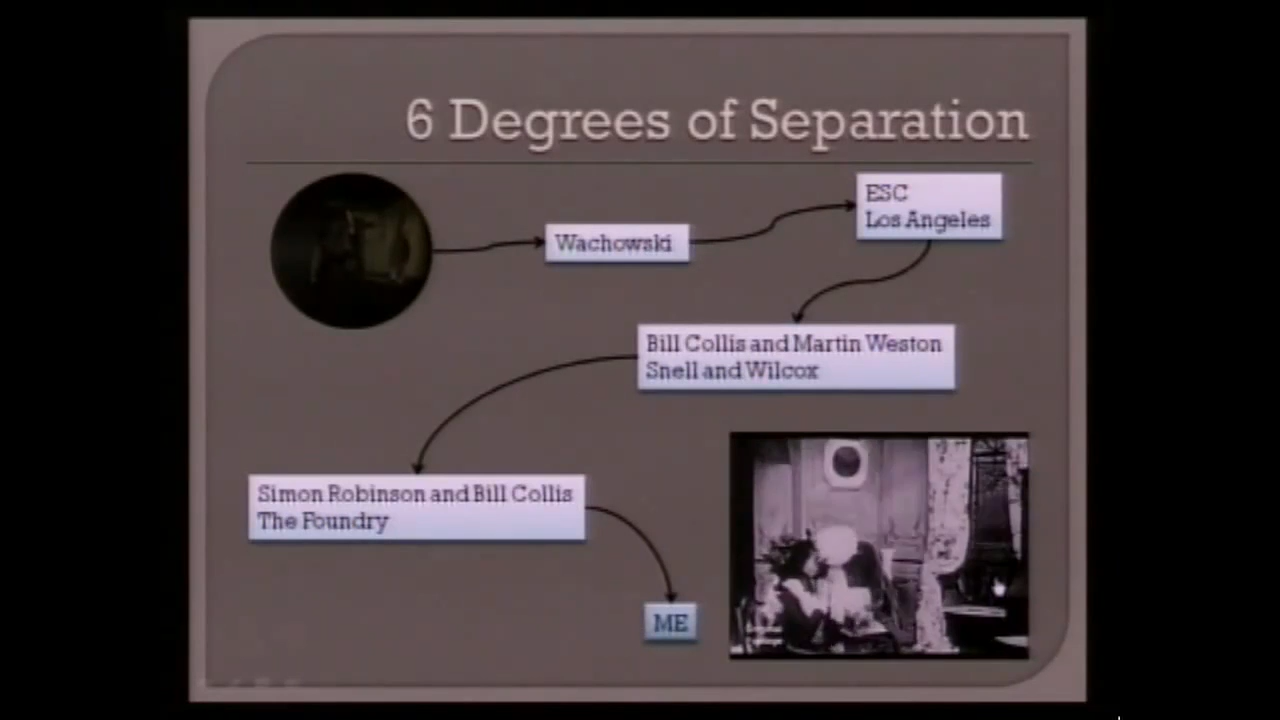 6 Degrees of Separation
Wachowski
ESC
Los Angeles
Bill Collis and Martin Weston
Snell and Wilcox
Simon Robinson and Bill Collis
The Foundry
ME